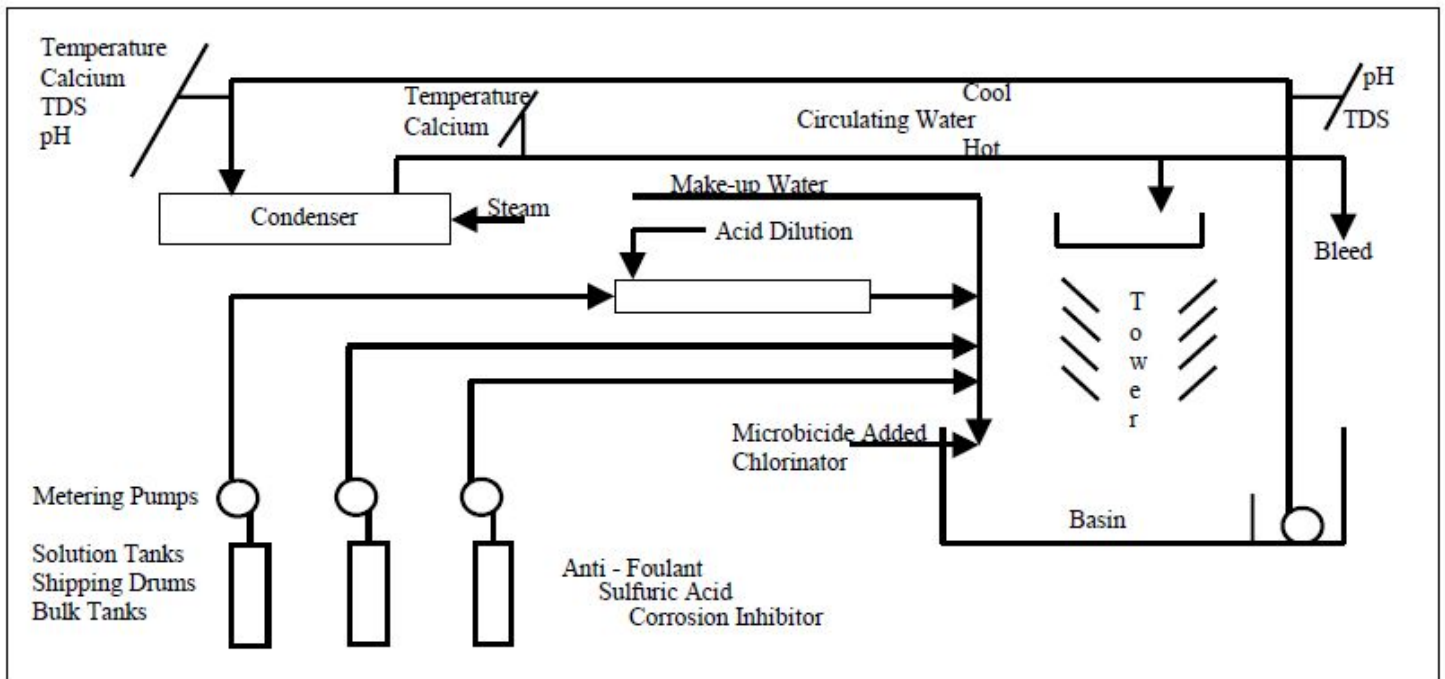 Temperature
Calcium
TDS
pH
Temperature
Calcium
Cool
Circulating Water
Hot
pH
TDS
Make-up Water
Condenser
Steam
Acid Dilution
Bleed
T
o
w
e
r
Microbicide Added
Chlorinator
Metering Pumps
Basin
Solution Tanks
Shipping Drums
Bulk Tanks
Anti - Foulant
Sulfuric Acid
Corrosion Inhibitor